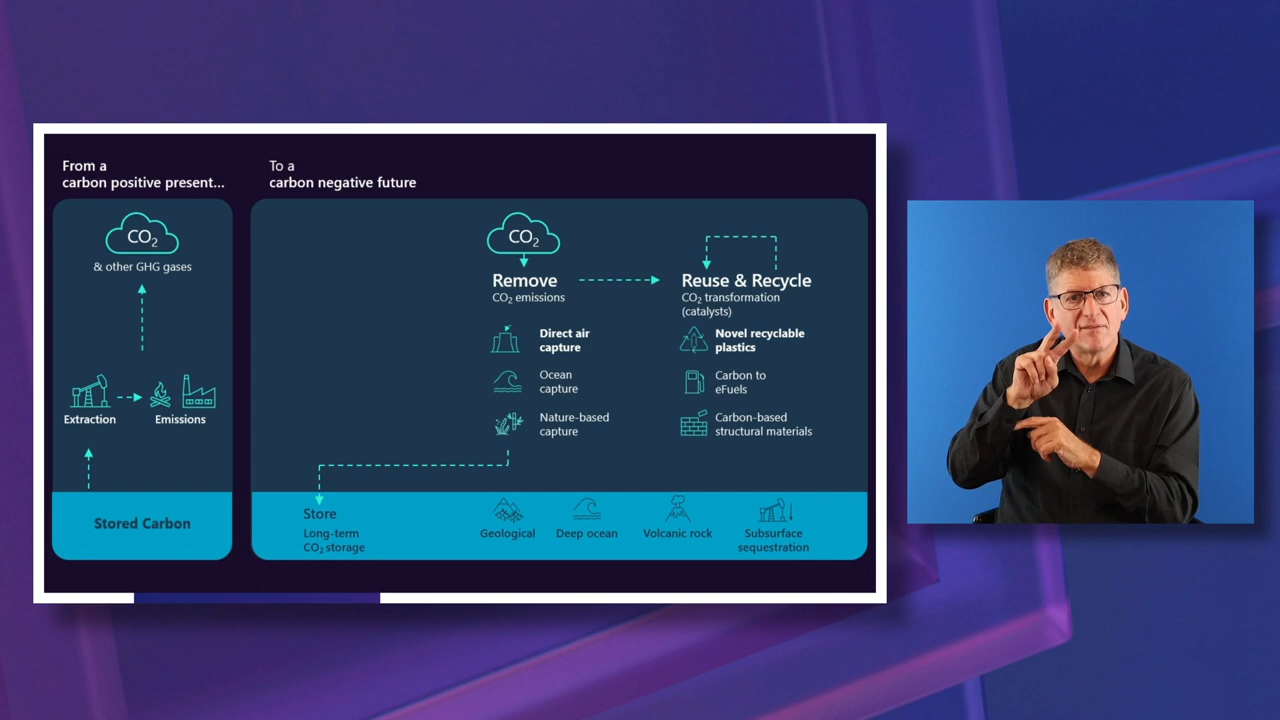 From a
carbon positive present...
CO₂
& other GHG gases
Extraction
Emissions
Stored Carbon
To a
carbon negative future
CO₂
Remove
CO₂ emissions
Direct air
capture
Ocean
capture
Nature-based
capture
Reuse & Recycle
CO₂ transformation
(catalysts)
Novel recyclable
plastics
Carbon to
eFuels
Carbon-based
structural materials
Store
Long-term
CO₂ storage
Geological
Deep ocean
Volcanic rock
Subsurface
sequestration